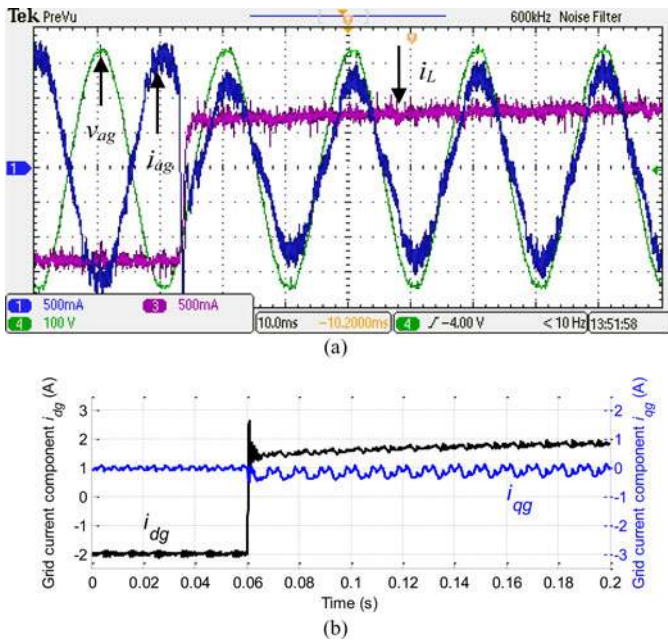 Tek PreVu 600kHz Noise Filter
i_L
v_ag
i_ag
1
1 500mA 3 500mA
4 100 V
10.0ms −10.2000ms
4 ∫ −4.00 V < 10 Hz 13:51:58
(a)
Grid current component i_dg (A)
3
2
1
0
−1
−2
Grid current component i_qg (A)
2
1
0
−1
−2
−3
i_dg
i_qg
0 0.02 0.04 0.06 0.08 0.1 0.12 0.14 0.16 0.18 0.2
Time (s)
(b)